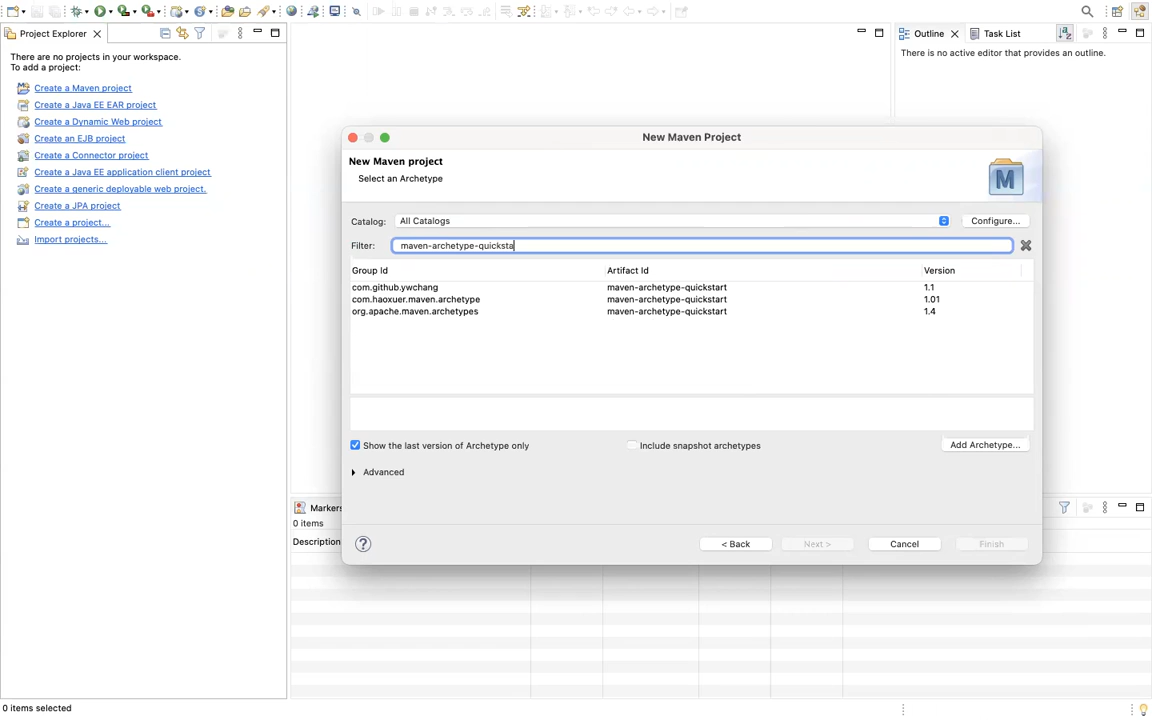 Project Explorer
There are no projects in your workspace.
To add a project:
Create a Maven project
Create a Java EE EAR project
Create a Dynamic Web project
Create an EJB project
Create a Connector project
Create a Java EE application client project
Create a generic deployable web project.
Create a JPA project
Create a project...
Import projects...
Outline
Task List
There is no active editor that provides an outline.
New Maven Project
New Maven project
Select an Archetype
M
Catalog: All Catalogs Configure...
Filter: maven-archetype-quicksta
Group Id Artifact Id Version
com.github.ywchang maven-archetype-quickstart 1.1
com.haoxuer.maven.archetype maven-archetype-quickstart 1.01
org.apache.maven.archetypes maven-archetype-quickstart 1.4
Show the last version of Archetype only Include snapshot archetypes Add Archetype...
Advanced
? < Back Next > Cancel Finish
Markers
0 items
Description
0 items selected